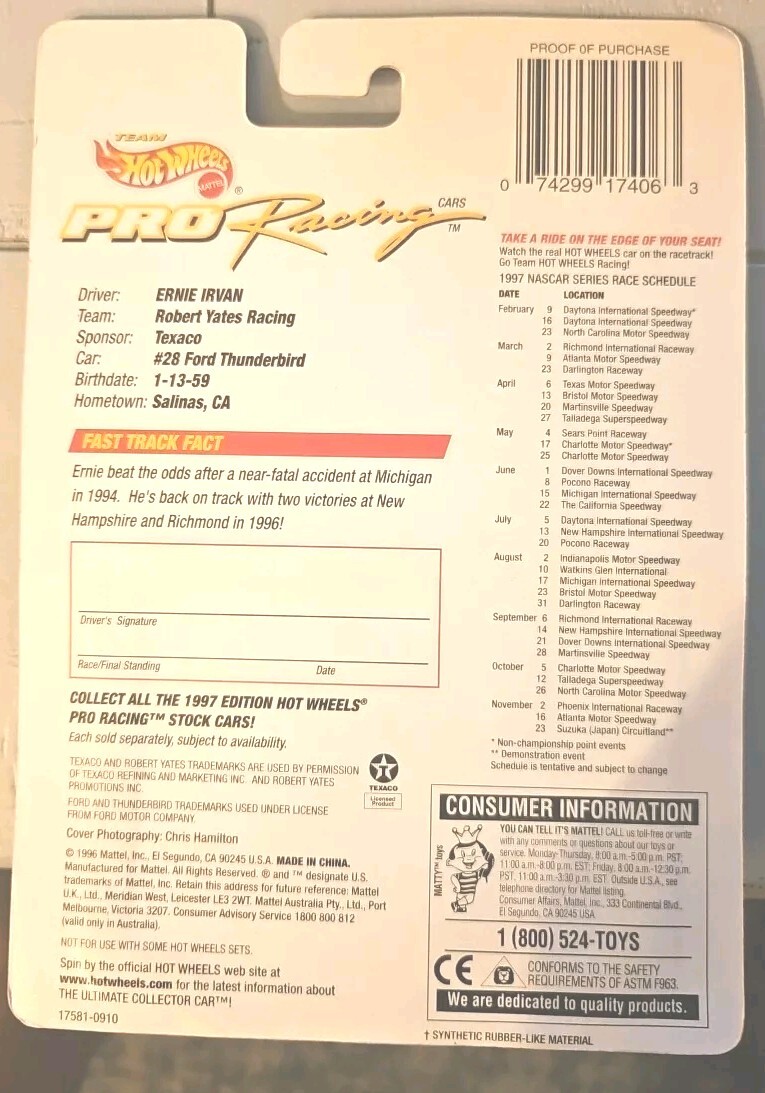 PROOF OF PURCHASE
0 74299 17406 3
TEAM
HOT WHEELS
MATTEL
®
PRO Racing CARS
TM
Driver: ERNIE IRVAN
Team: Robert Yates Racing
Sponsor: Texaco
Car: #28 Ford Thunderbird
Birthdate: 1-13-59
Hometown: Salinas, CA
FAST TRACK FACT
Ernie beat the odds after a near-fatal accident at Michigan
in 1994. He's back on track with two victories at New
Hampshire and Richmond in 1996!
Driver's Signature
Race/Final Standing Date
COLLECT ALL THE 1997 EDITION HOT WHEELS®
PRO RACING™ STOCK CARS!
Each sold separately, subject to availability.
TEXACO AND ROBERT YATES TRADEMARKS ARE USED BY PERMISSION
OF TEXACO REFINING AND MARKETING INC. AND ROBERT YATES
PROMOTIONS INC.
TEXACO
Licensed
Product
FORD AND THUNDERBIRD TRADEMARKS USED UNDER LICENSE
FROM FORD MOTOR COMPANY.
Cover Photography: Chris Hamilton
© 1996 Mattel, Inc., El Segundo, CA 90245 U.S.A. MADE IN CHINA.
Manufactured for Mattel. All Rights Reserved. ® and ™ designate U.S.
trademarks of Mattel, Inc. Retain this address for future reference: Mattel
U.K., Ltd., Meridian West, Leicester LE3 2WT. Mattel Australia Pty., Ltd., Port
Melbourne, Victoria 3207. Consumer Advisory Service 1800 800 812
(valid only in Australia).
NOT FOR USE WITH SOME HOT WHEELS SETS.
Spin by the official HOT WHEELS web site at
www.hotwheels.com for the latest information about
THE ULTIMATE COLLECTOR CAR™!
17581-0910
TAKE A RIDE ON THE EDGE OF YOUR SEAT!
Watch the real HOT WHEELS car on the racetrack!
Go Team HOT WHEELS Racing!
1997 NASCAR SERIES RACE SCHEDULE
DATE LOCATION
February 9 Daytona International Speedway*
16 Daytona International Speedway
23 North Carolina Motor Speedway
March 2 Richmond International Raceway
9 Atlanta Motor Speedway
23 Darlington Raceway
April 6 Texas Motor Speedway
13 Bristol Motor Speedway
20 Martinsville Speedway
27 Talladega Superspeedway
May 4 Sears Point Raceway
17 Charlotte Motor Speedway*
25 Charlotte Motor Speedway
June 1 Dover Downs International Speedway
8 Pocono Raceway
15 Michigan International Speedway
22 The California Speedway
July 5 Daytona International Speedway
13 New Hampshire International Speedway
20 Pocono Raceway
August 2 Indianapolis Motor Speedway
10 Watkins Glen International
17 Michigan International Speedway
23 Bristol Motor Speedway
31 Darlington Raceway
September 6 Richmond International Raceway
14 New Hampshire International Speedway
21 Dover Downs International Speedway
28 Martinsville Speedway
October 5 Charlotte Motor Speedway
12 Talladega Superspeedway
26 North Carolina Motor Speedway
November 2 Phoenix International Raceway
16 Atlanta Motor Speedway
23 Suzuka (Japan) Circuitland**
* Non-championship point events
** Demonstration event
Schedule is tentative and subject to change
CONSUMER INFORMATION
MATTY™ toys
YOU CAN TELL IT'S MATTEL! CALL us toll-free or write
with any comments or questions about our toys or
service. Monday-Thursday, 8:00 a.m.-5:00 p.m. PST;
11:00 a.m.-8:00 p.m. EST; Friday, 8:00 a.m.-12:30 p.m.
PST, 11:00 a.m.-3:30 p.m. EST. Outside U.S.A., see
telephone directory for Mattel listing.
Consumer Affairs, Mattel, Inc., 333 Continental Blvd.,
El Segundo, CA 90245 USA
1 (800) 524-TOYS
CE
CONFORMS TO THE SAFETY
REQUIREMENTS OF ASTM F963.
We are dedicated to quality products.
† SYNTHETIC RUBBER-LIKE MATERIAL